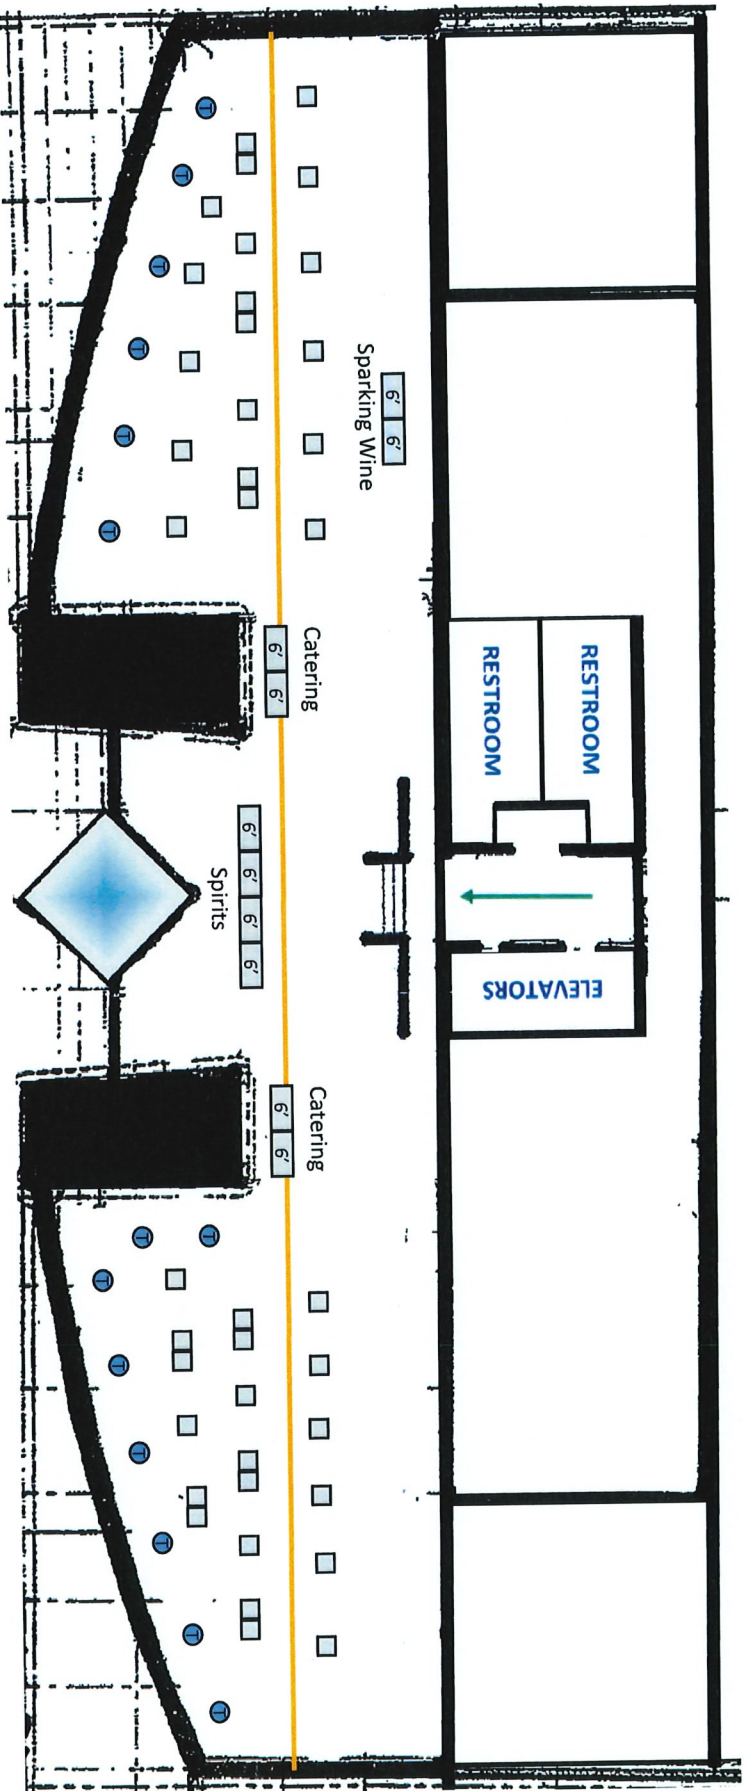 T
T
T
T
T
T
6' 6'
Sparking Wine
Catering
6' 6'
RESTROOM
RESTROOM
6' 6' 6' 6'
Spirits
ELEVATORS
Catering
6' 6'
T
T
T
T
T
T
T
T